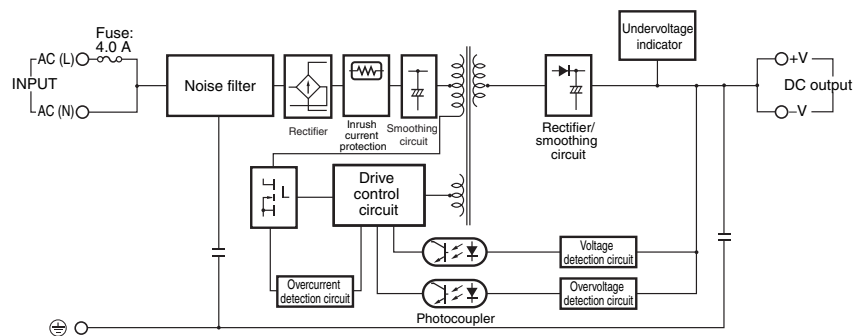 Fuse:
4.0 A
AC (L)
INPUT
AC (N)
Noise filter
Rectifier
Inrush
current
protection
Smoothing
circuit
Rectifier/
smoothing
circuit
Undervoltage
indicator
+V
DC output
-V
Drive
control
circuit
Overcurrent
detection circuit
Voltage
detection circuit
Overvoltage
detection circuit
Photocoupler